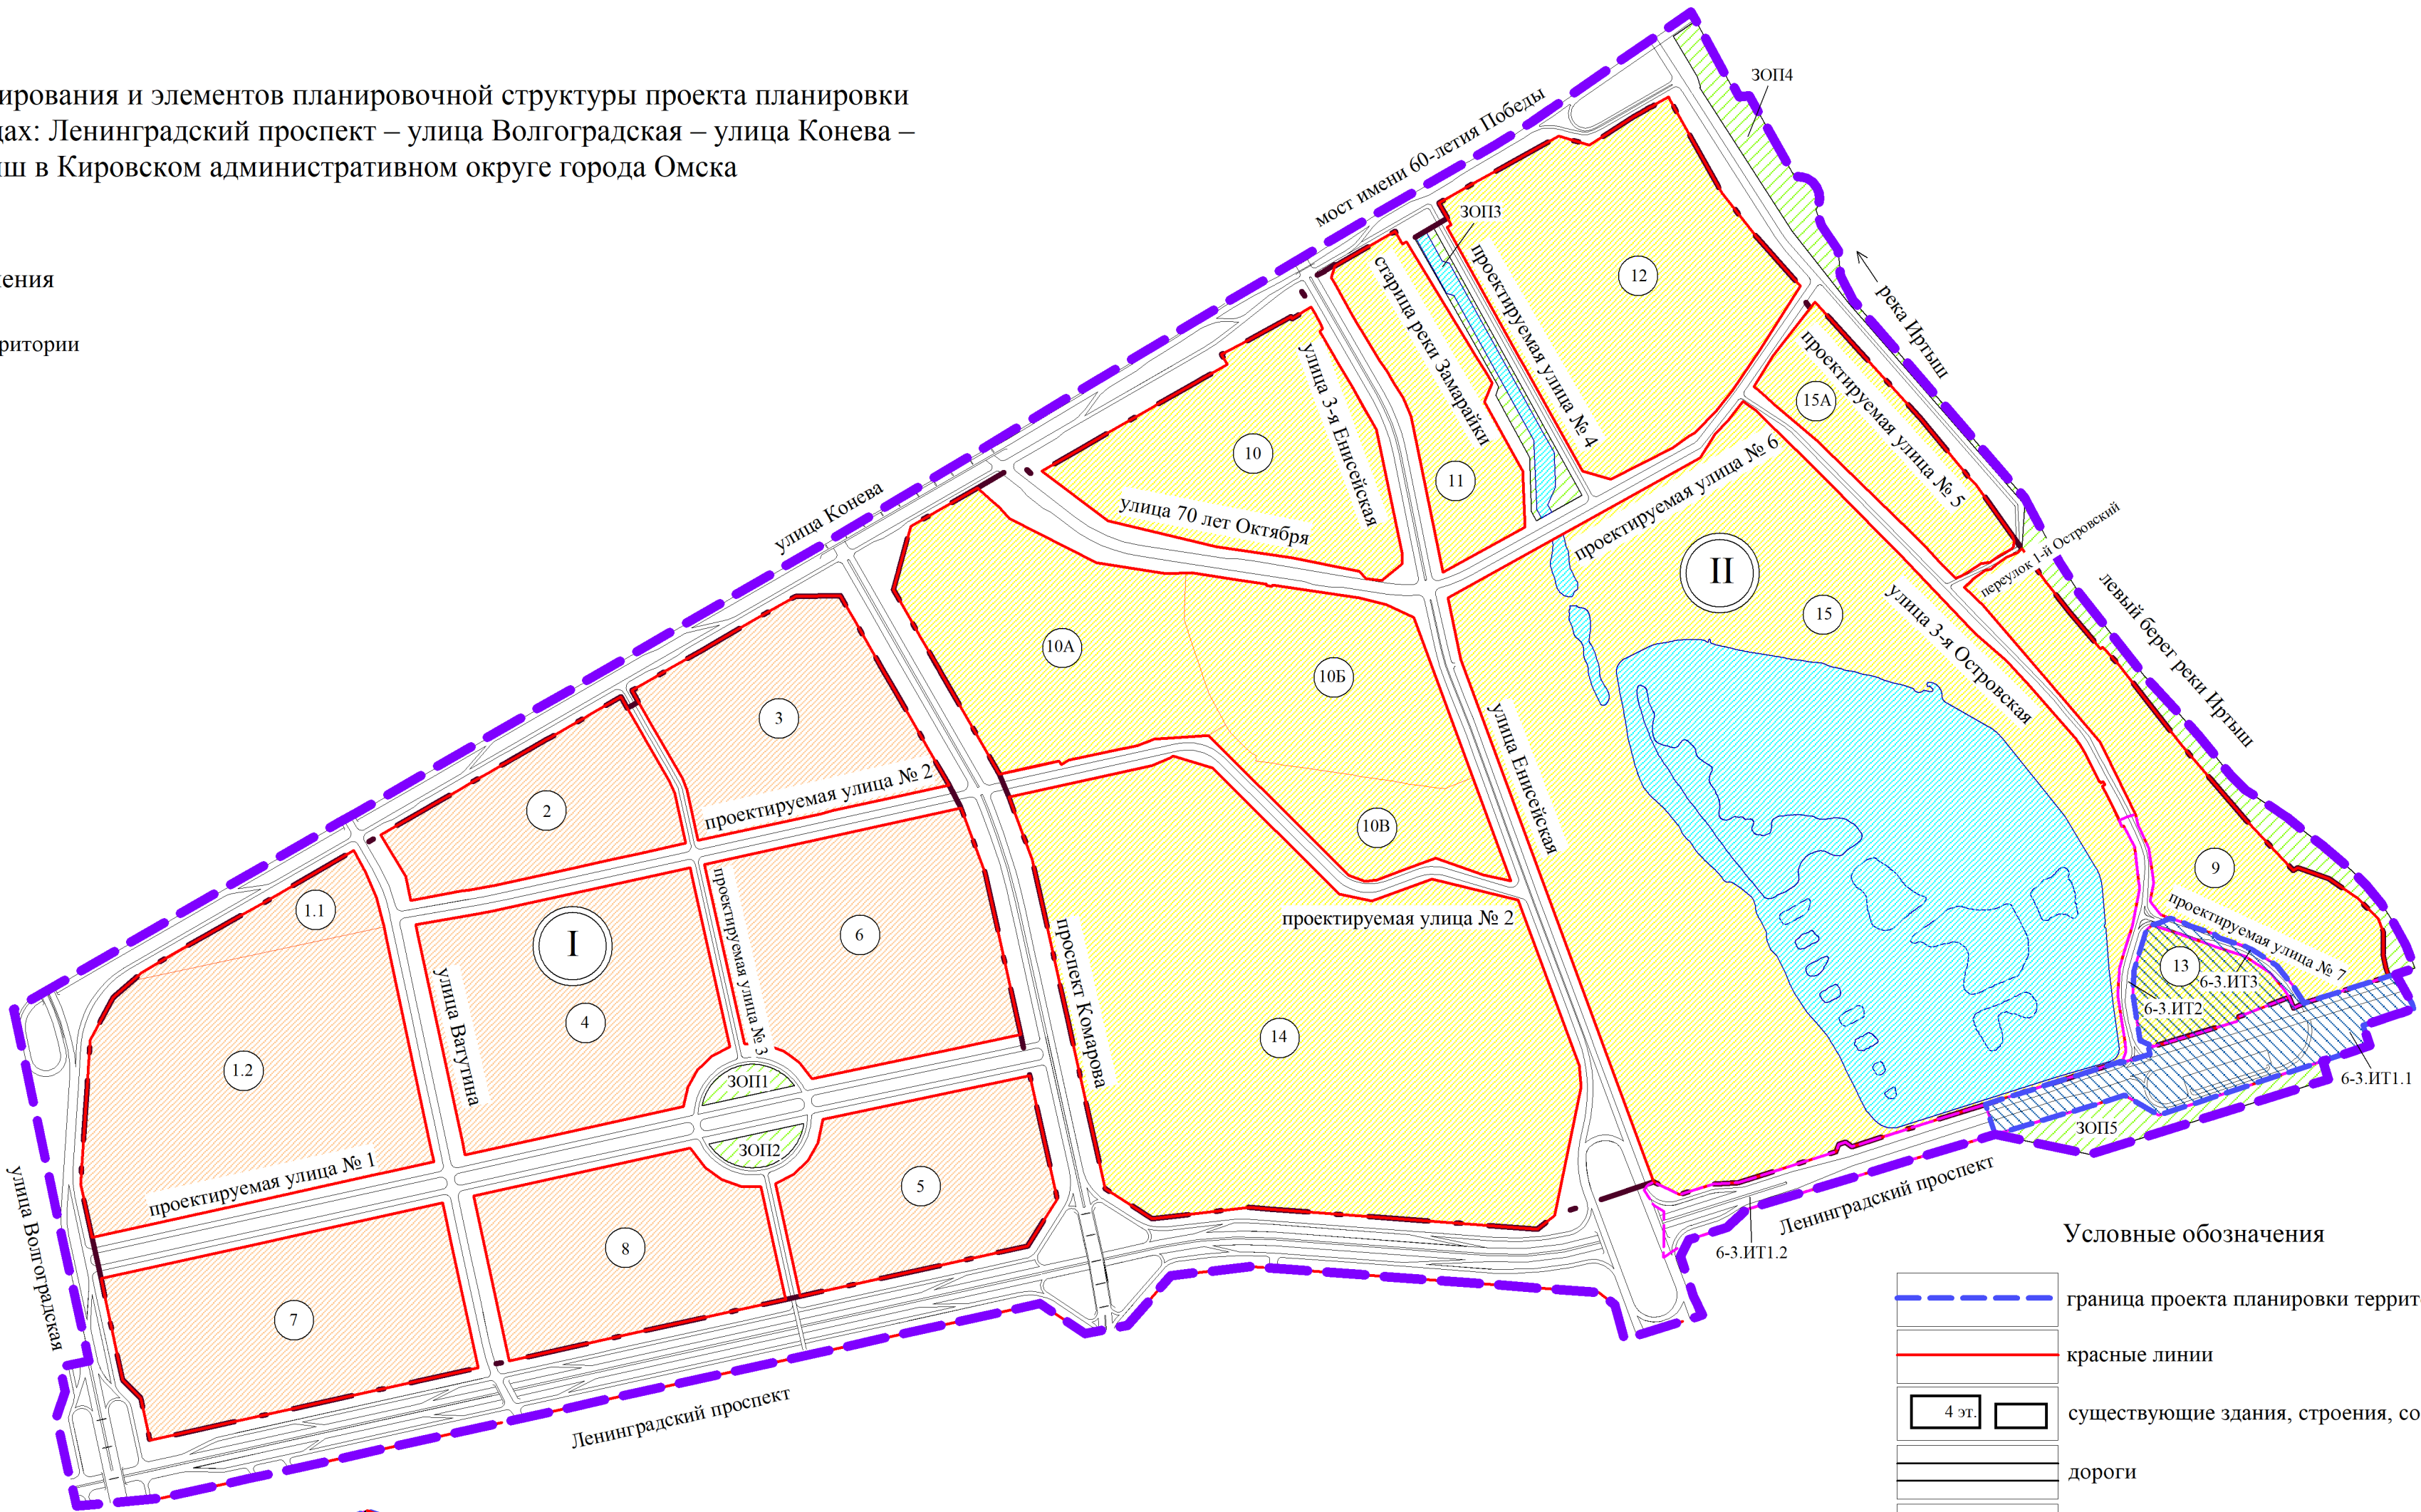 ирования и элементов планировочной структуры проекта планировки
цах: Ленинградский проспект – улица Волгоградская – улица Конева –
ыш в Кировском административном округе города Омска
ения
ритории
ЗОП4
мост имени 60-летия Победы
ЗОП3
12
проектируемая улица № 4
старица реки Замарайки
река Иртыш
проектируемая улица № 5
15А
улица 3-я Енисейская
10
11
проектируемая улица № 6
улица 70 лет Октября
улица Конева
переулок 1-й Островский
II
15
левый берег реки Иртыш
улица 3-я Островская
10А
10Б
3
улица Енисейская
проектируемая улица № 2
2
10В
9
1.1
проектируемая улица № 2
проектируемая улица № 7
I
6
проектируемая улица № 3
13
6-3.ИТ3
6-3.ИТ2
улица Ватутина
4
проспект Комарова
14
1.2
ЗОП1
6-3.ИТ1.1
ЗОП5
ЗОП2
проектируемая улица № 1
5
Ленинградский проспект
улица Волгоградская
8
6-3.ИТ1.2
7
Ленинградский проспект
Условные обозначения
граница проекта планировки террит
красные линии
4 эт.
существующие здания, строения, со
дороги